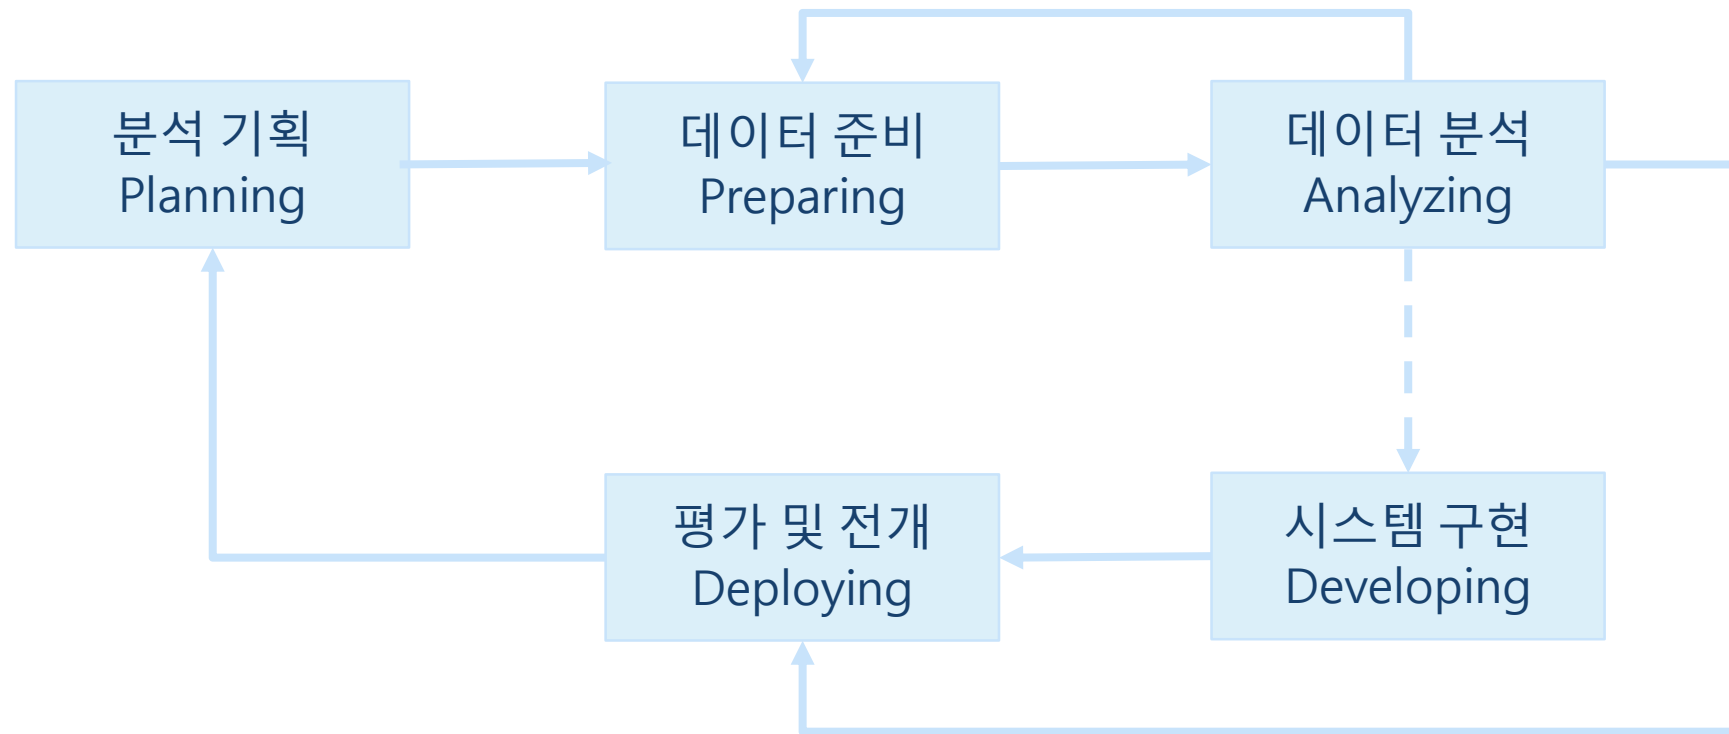 분석 기획
Planning
데이터 준비
Preparing
데이터 분석
Analyzing
평가 및 전개
Deploying
시스템 구현
Developing